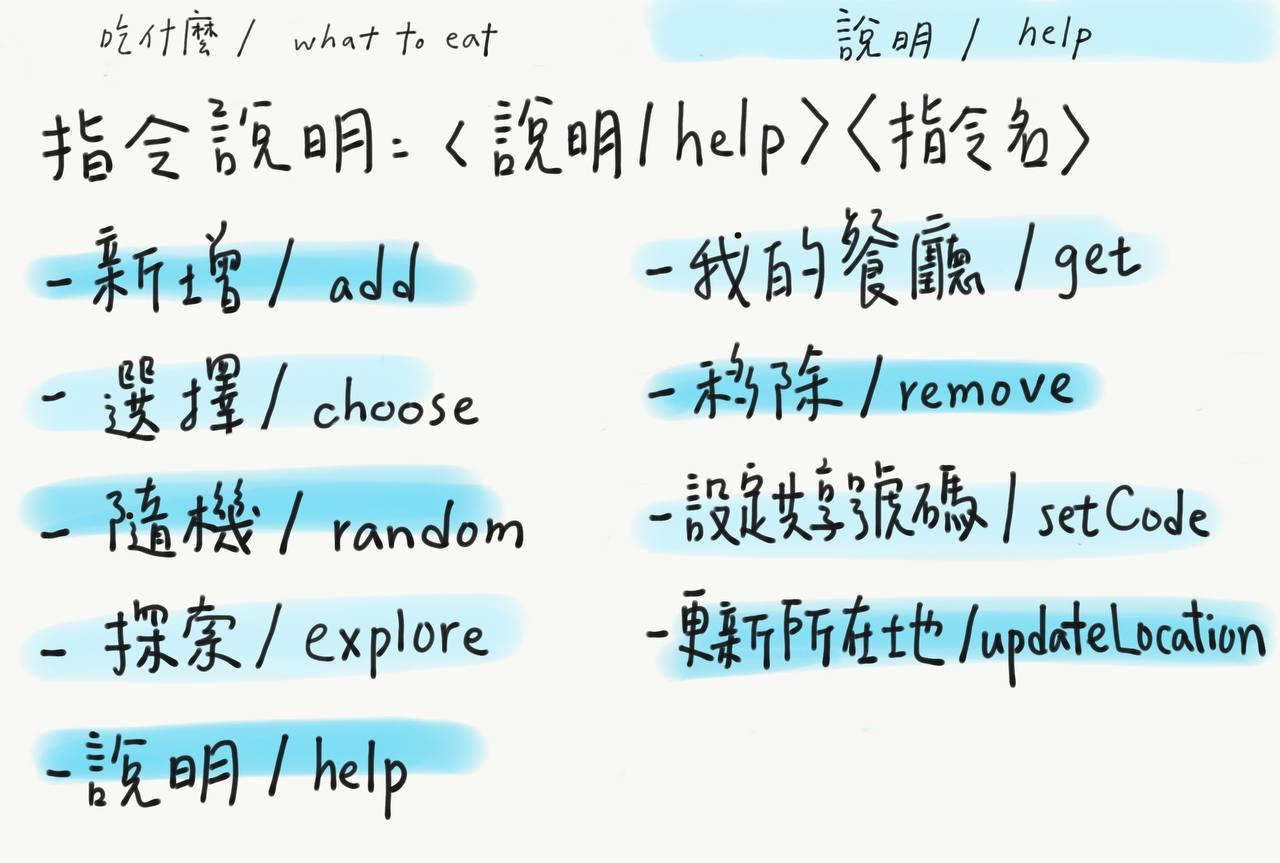 吃什麼 / what to eat
說明 / help
指令說明:<說明/help><指令名>
- 新增 / add
- 選擇 / choose
- 隨機 / random
- 探索 / explore
- 說明 / help
- 我的餐廳 / get
- 移除 / remove
- 設定共享號碼 / setCode
- 更新所在地 / updateLocation